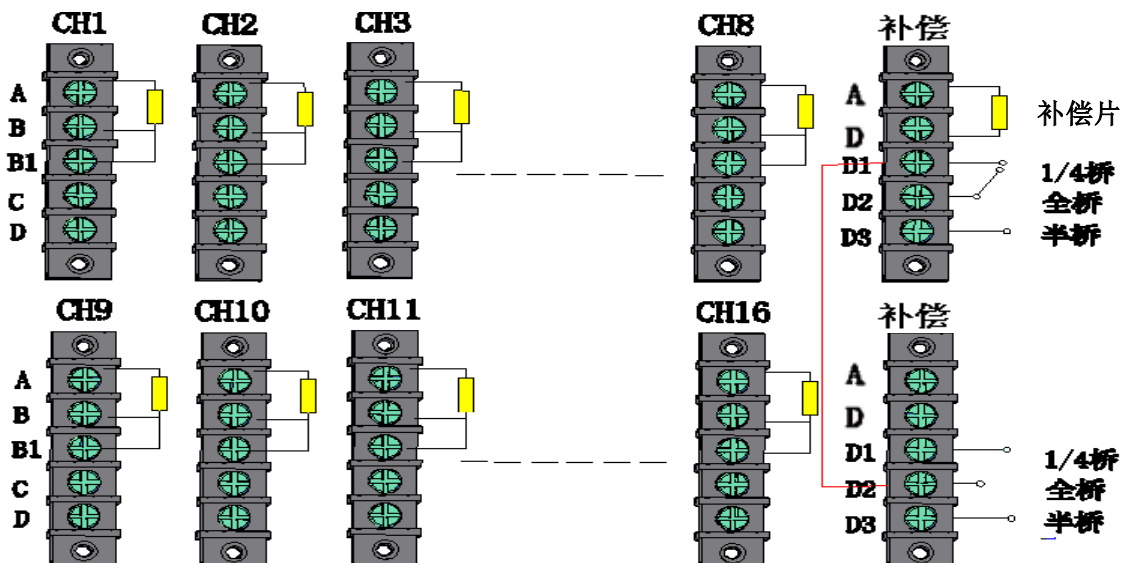 CH1 CH2 CH3 CH8 补偿
A A
B D 补偿片
B1 D1 1/4桥
C D2 全桥
D D3 半桥
CH9 CH10 CH11 CH16 补偿
A A
B D
B1 D1 1/4桥
C D2 全桥
D D3 半桥